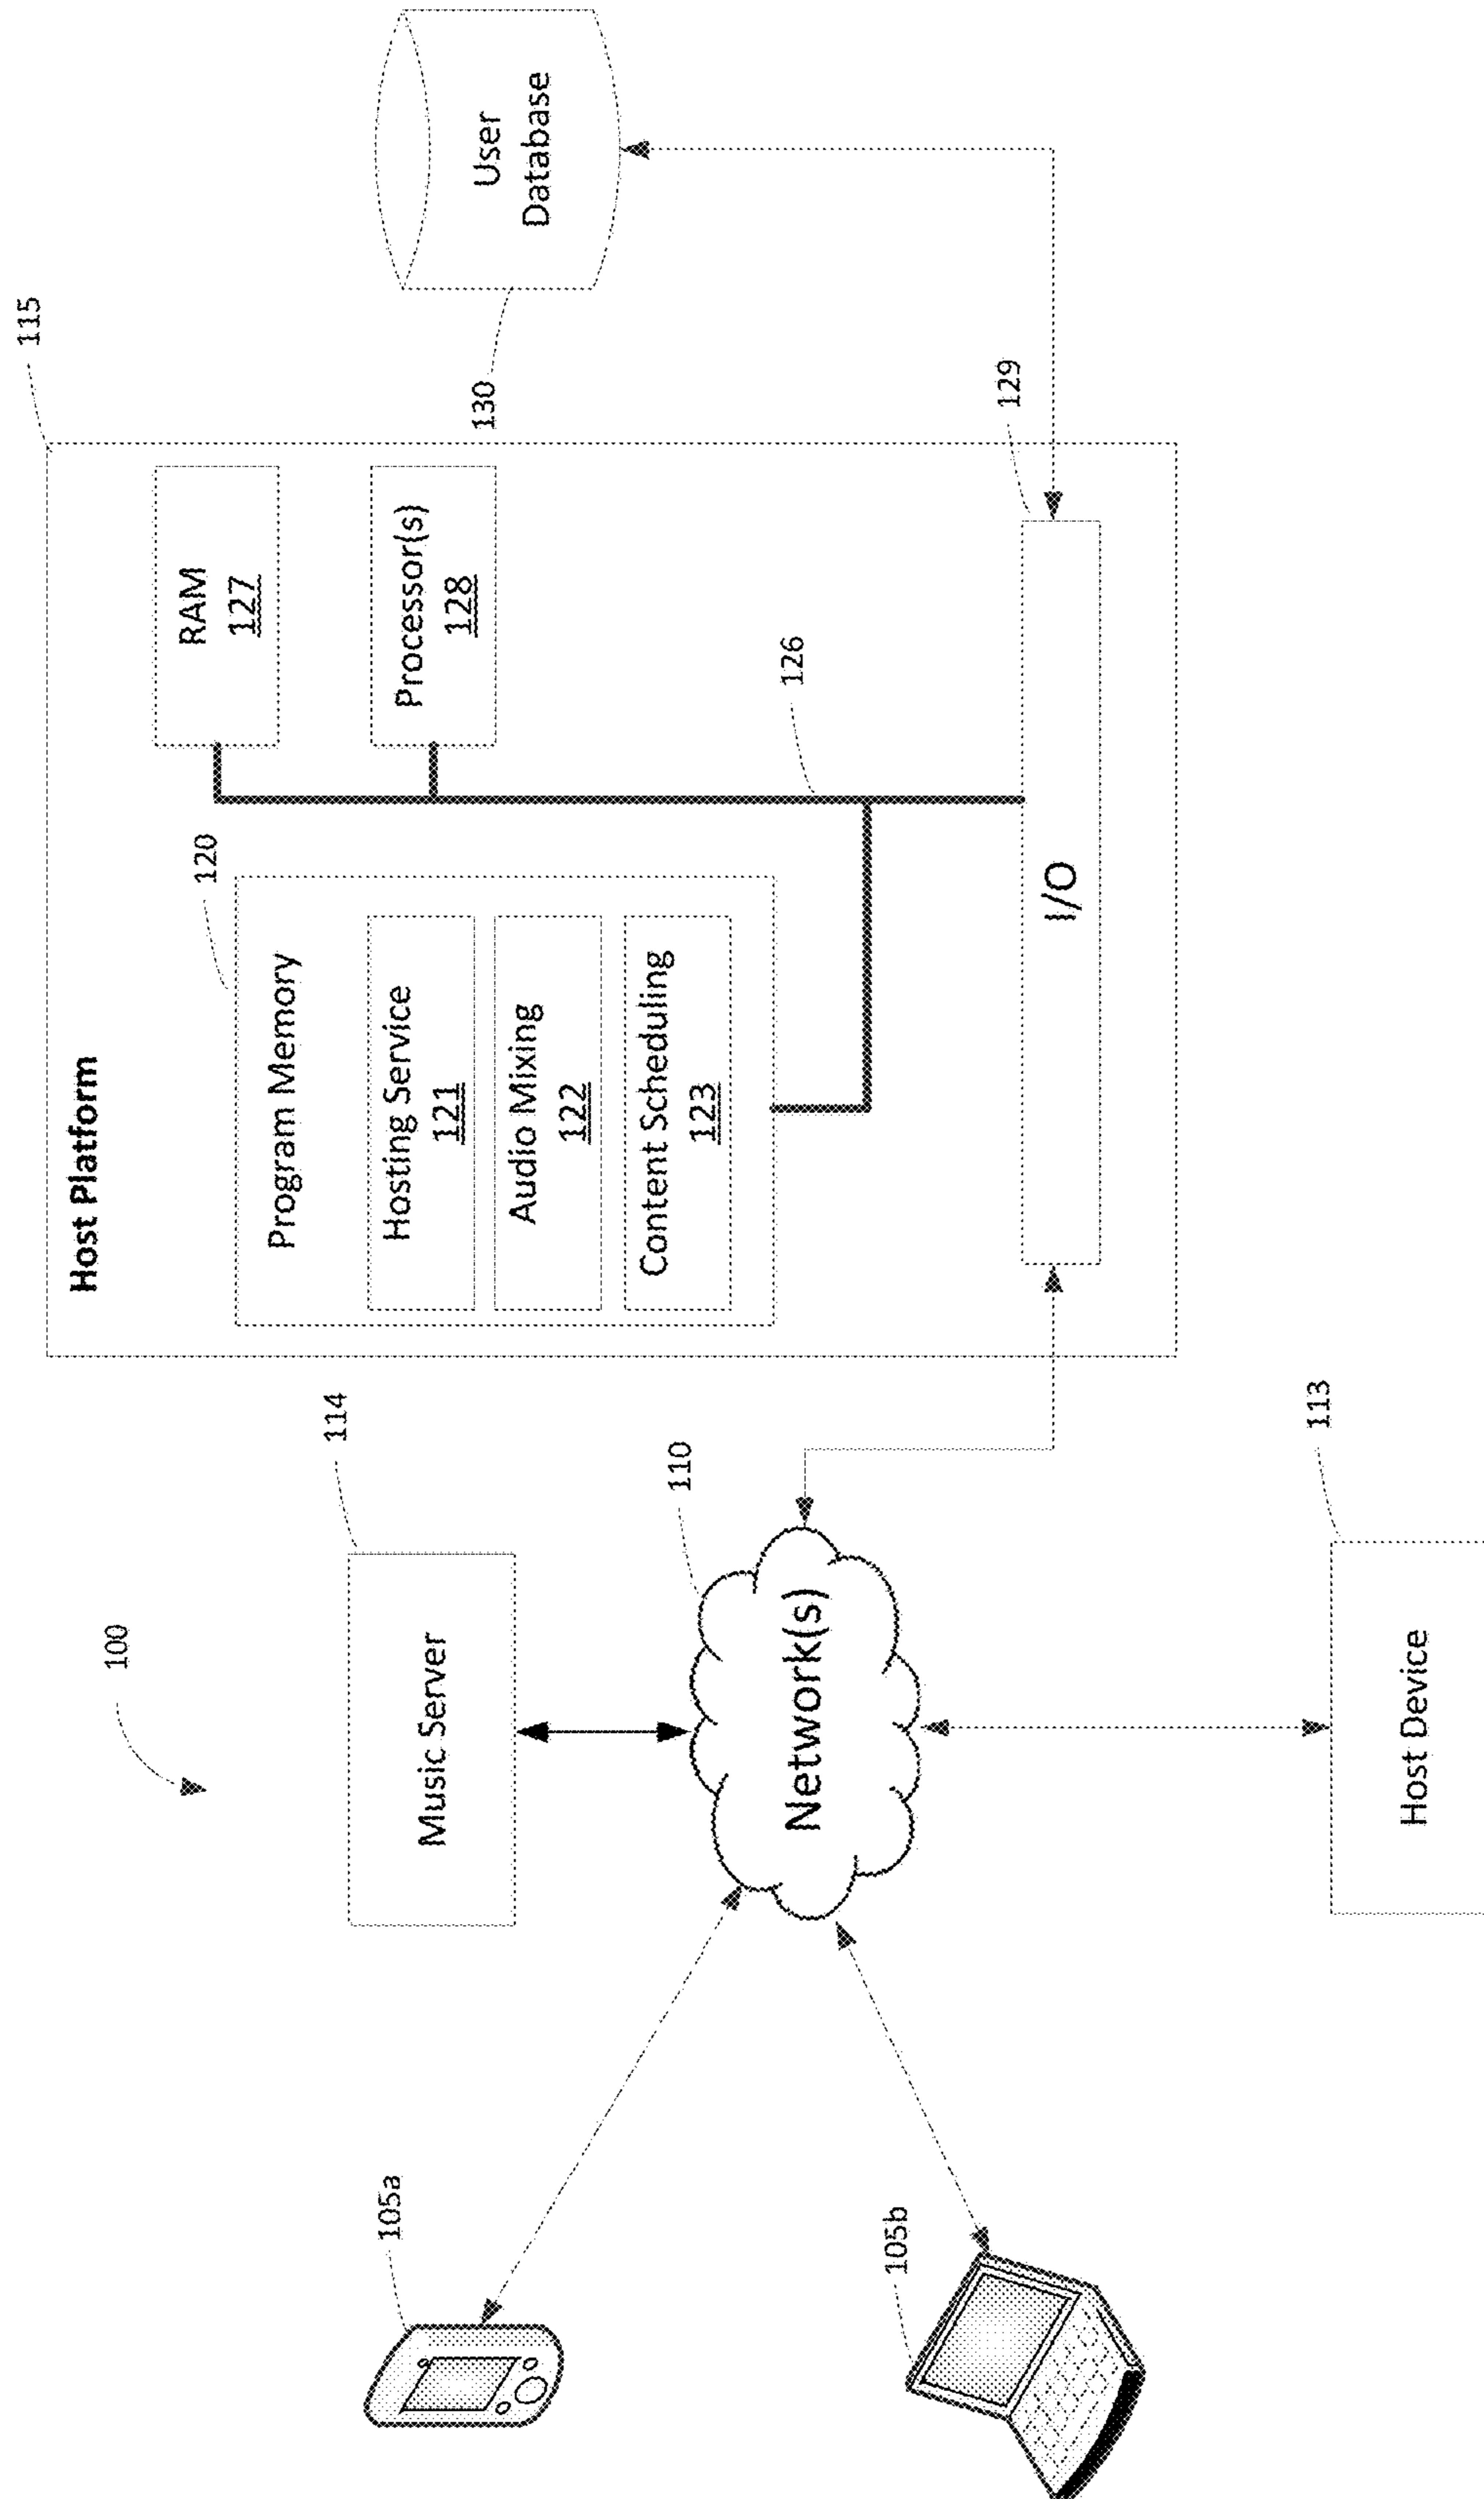 100
115
Host Platform
120
Program Memory
Hosting Service
121
Audio Mixing
122
Content Scheduling
123
RAM
127
Processor(s)
128
126
129
I/O
User
Database
130
114
Music Server
110
Network(s)
113
Host Device
105a
105b